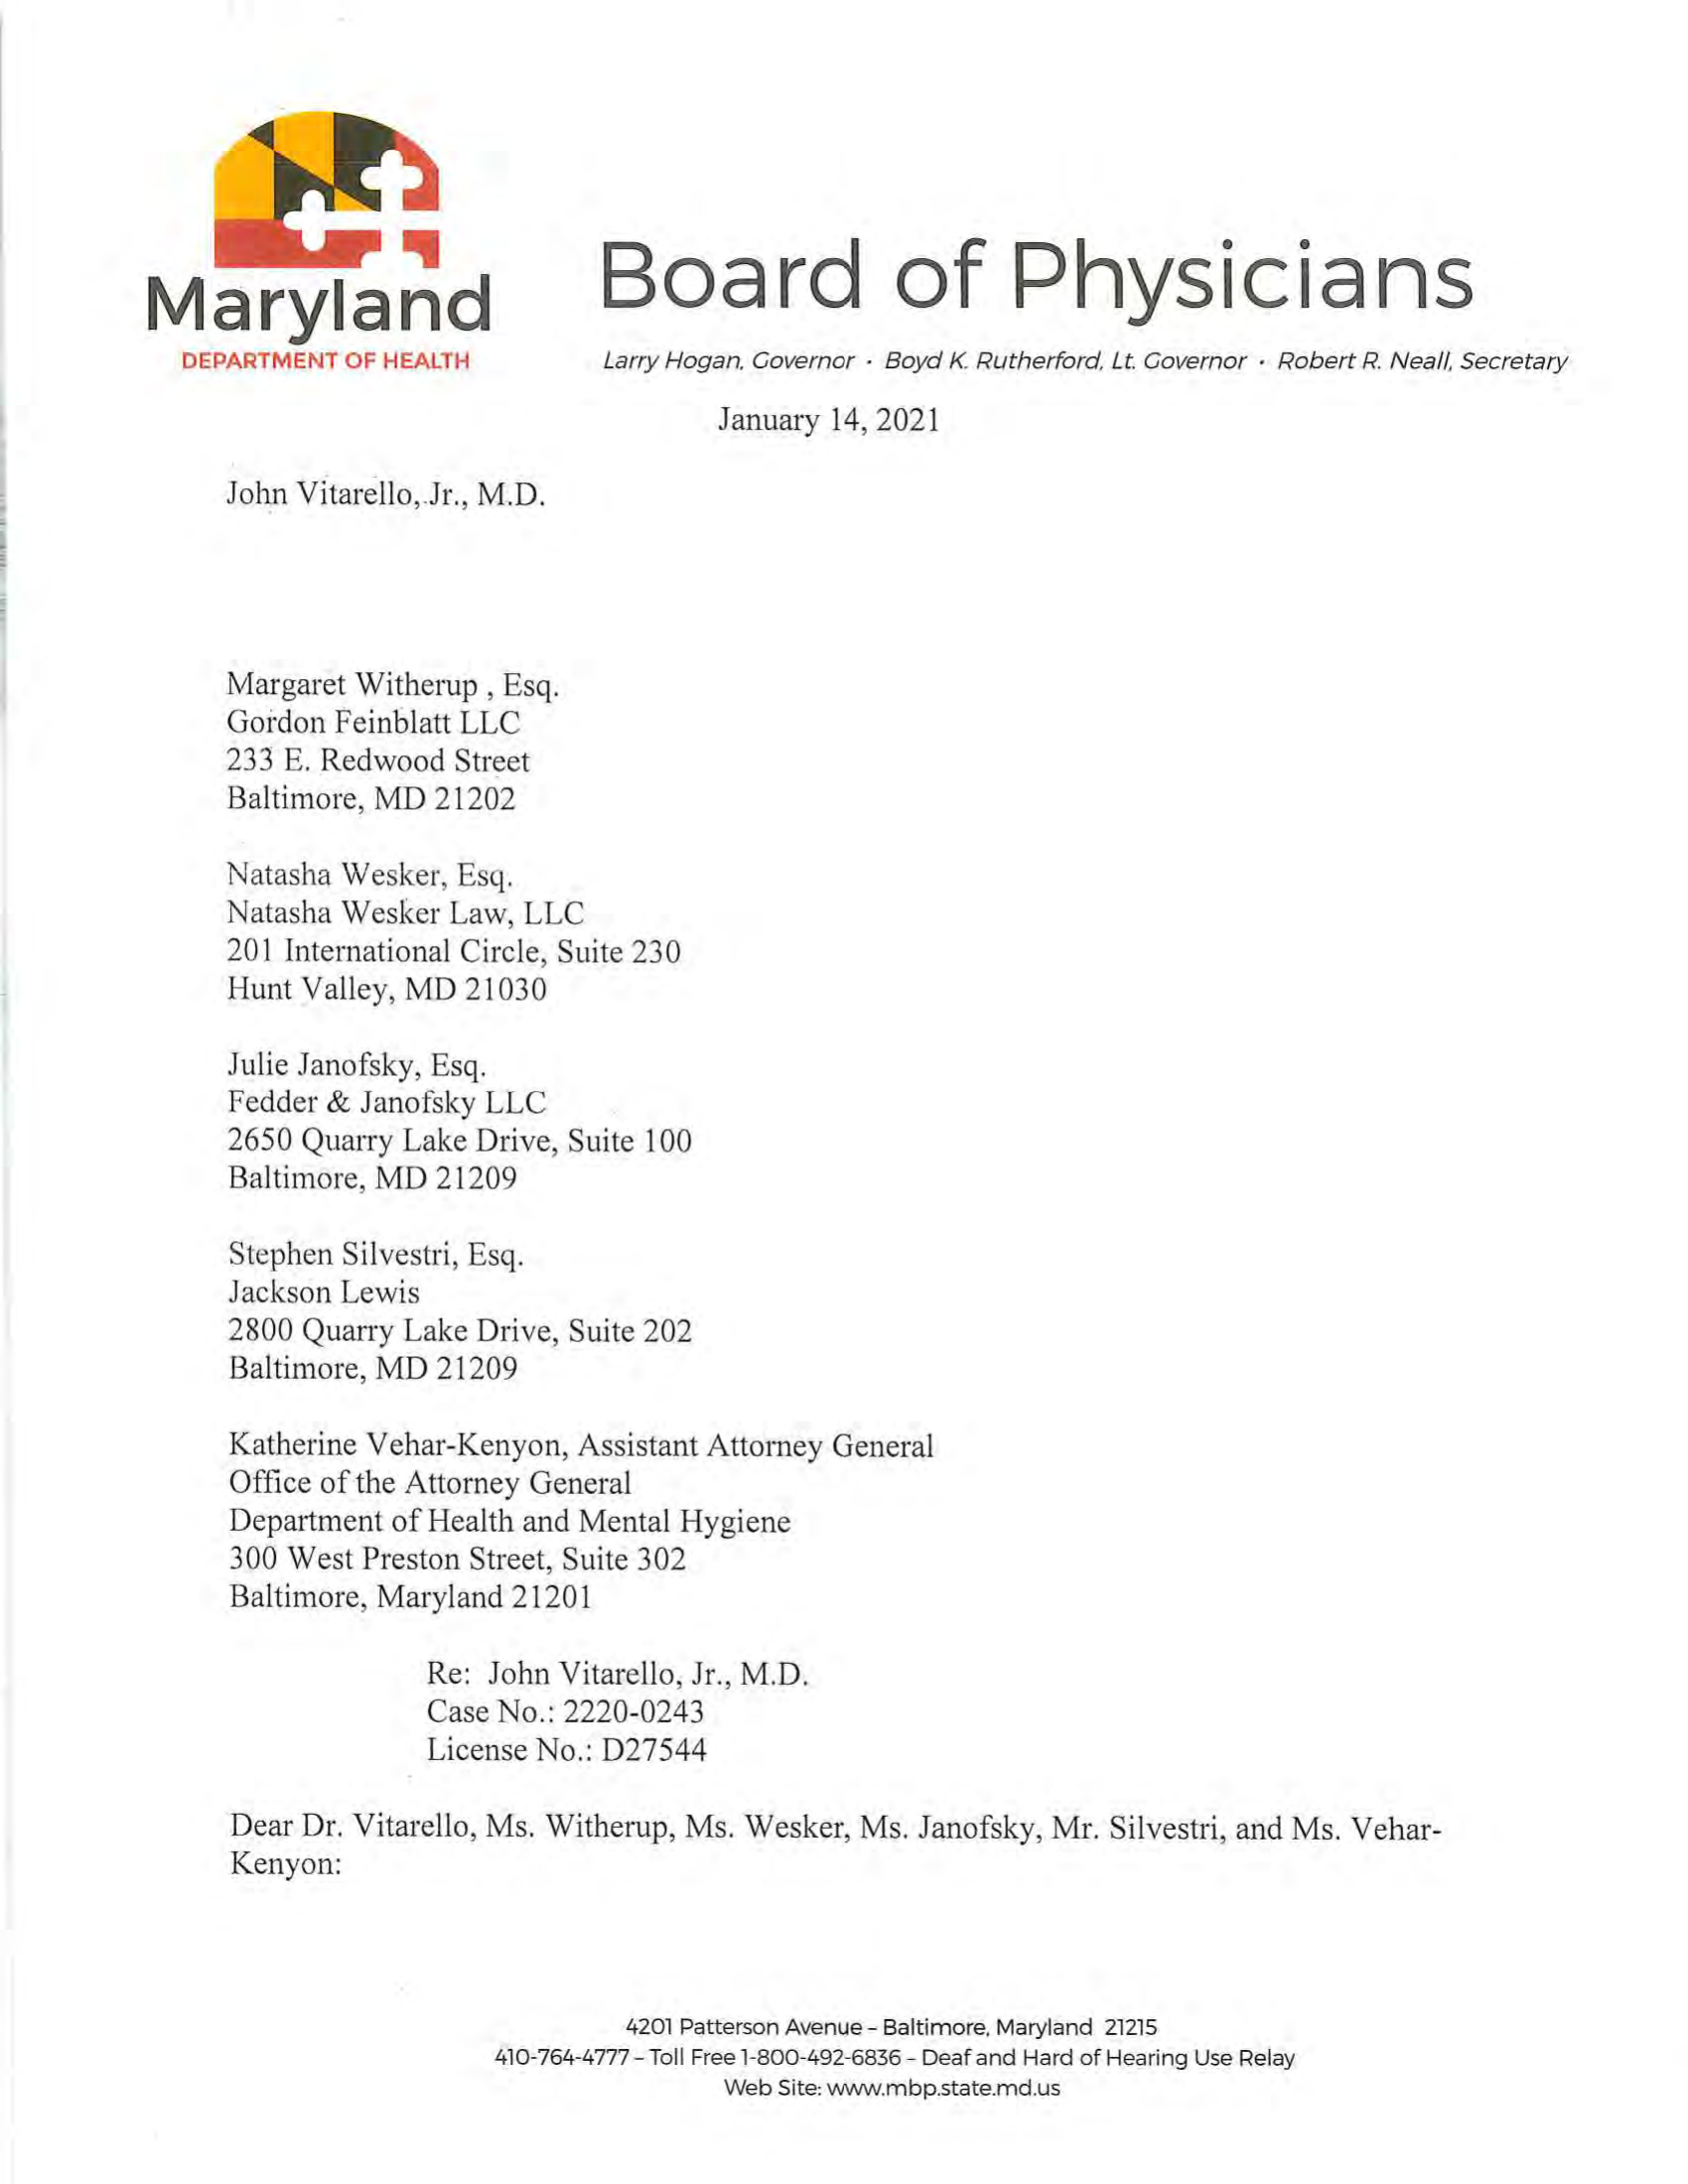 Maryland
DEPARTMENT OF HEALTH
Board of Physicians
Larry Hogan, Governor · Boyd K. Rutherford, Lt. Governor · Robert R. Neall, Secretary
January 14, 2021
John Vitarello, Jr., M.D.
Margaret Witherup , Esq.
Gordon Feinblatt LLC
233 E. Redwood Street
Baltimore, MD 21202
Natasha Wesker, Esq.
Natasha Wesker Law, LLC
201 International Circle, Suite 230
Hunt Valley, MD 21030
Julie Janofsky, Esq.
Fedder & Janofsky LLC
2650 Quarry Lake Drive, Suite 100
Baltimore, MD 21209
Stephen Silvestri, Esq.
Jackson Lewis
2800 Quarry Lake Drive, Suite 202
Baltimore, MD 21209
Katherine Vehar-Kenyon, Assistant Attorney General
Office of the Attorney General
Department of Health and Mental Hygiene
300 West Preston Street, Suite 302
Baltimore, Maryland 21201
Re: John Vitarello, Jr., M.D.
Case No.: 2220-0243
License No.: D27544
Dear Dr. Vitarello, Ms. Witherup, Ms. Wesker, Ms. Janofsky, Mr. Silvestri, and Ms. Vehar-
Kenyon:
4201 Patterson Avenue – Baltimore, Maryland 21215
410-764-4777 – Toll Free 1-800-492-6836 – Deaf and Hard of Hearing Use Relay
Web Site: www.mbp.state.md.us